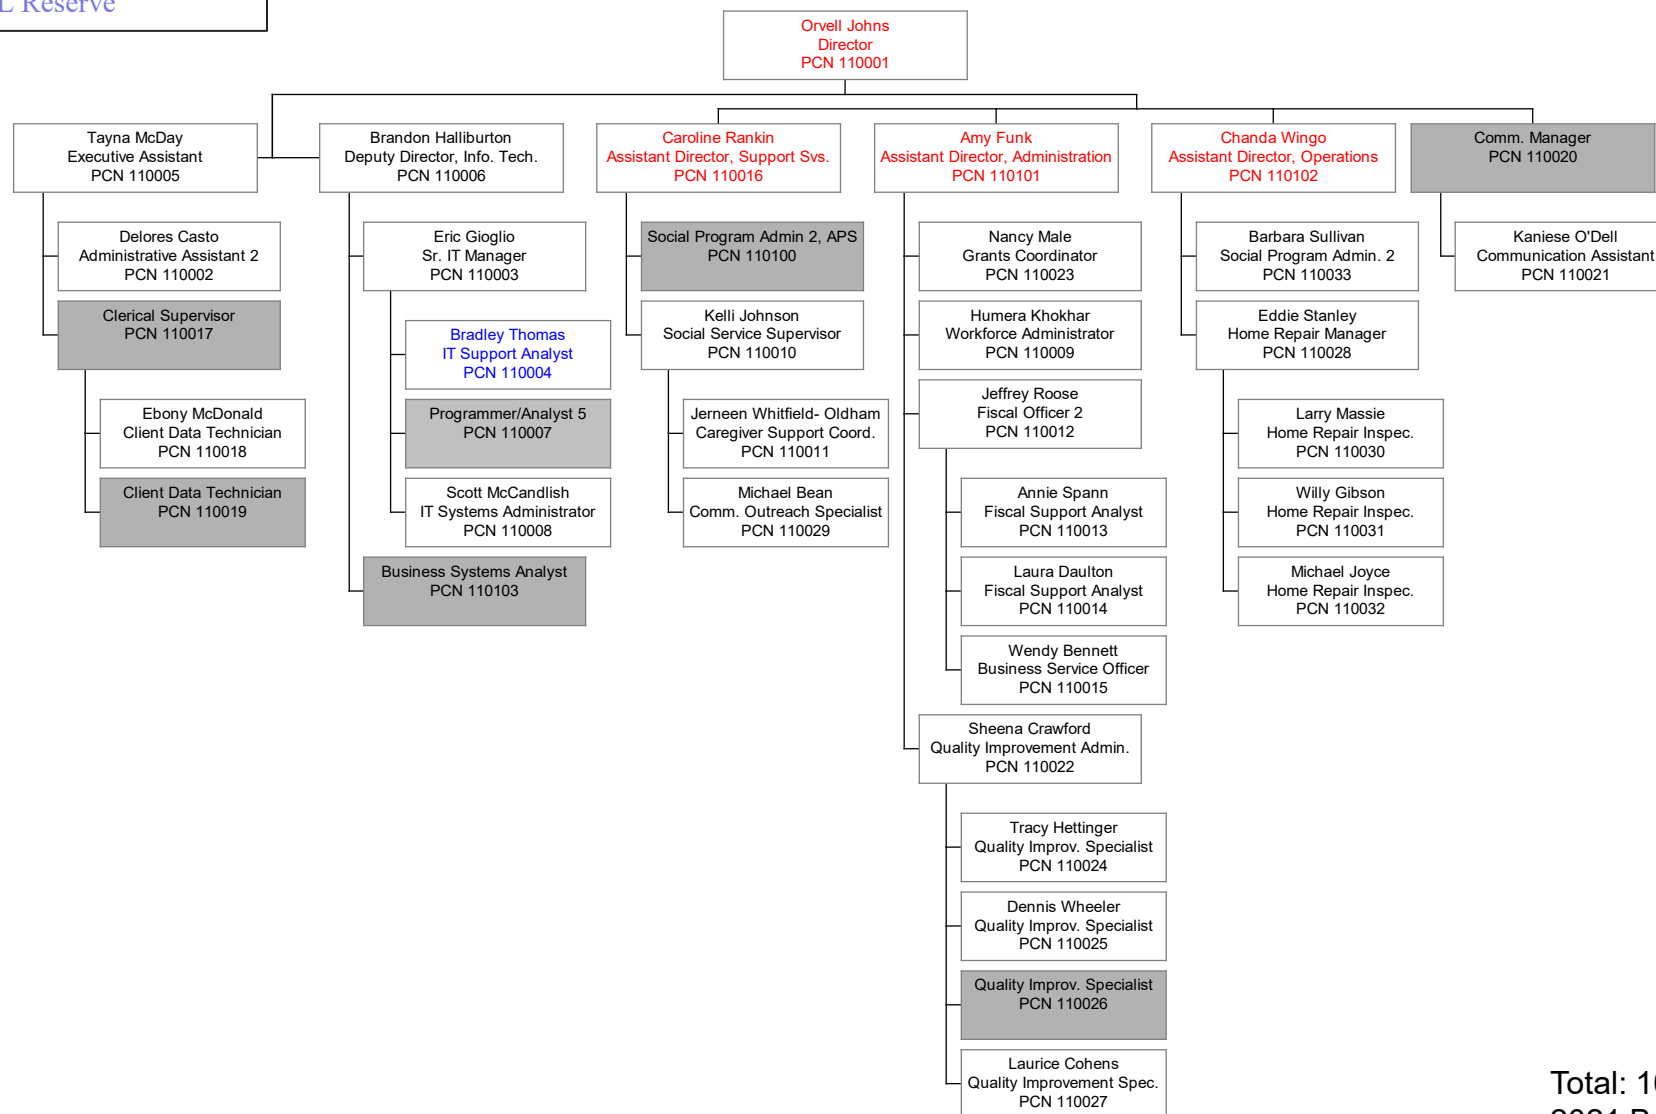 L Reserve
Orvell Johns
Director
PCN 110001
Tayna McDay
Executive Assistant
PCN 110005
Brandon Halliburton
Deputy Director, Info. Tech.
PCN 110006
Caroline Rankin
Assistant Director, Support Svs.
PCN 110016
Amy Funk
Assistant Director, Administration
PCN 110101
Chanda Wingo
Assistant Director, Operations
PCN 110102
Comm. Manager
PCN 110020
Delores Casto
Administrative Assistant 2
PCN 110002
Clerical Supervisor
PCN 110017
Ebony McDonald
Client Data Technician
PCN 110018
Client Data Technician
PCN 110019
Eric Gioglio
Sr. IT Manager
PCN 110003
Bradley Thomas
IT Support Analyst
PCN 110004
Programmer/Analyst 5
PCN 110007
Scott McCandlish
IT Systems Administrator
PCN 110008
Business Systems Analyst
PCN 110103
Social Program Admin 2, APS
PCN 110100
Kelli Johnson
Social Service Supervisor
PCN 110010
Jerneen Whitfield- Oldham
Caregiver Support Coord.
PCN 110011
Michael Bean
Comm. Outreach Specialist
PCN 110029
Nancy Male
Grants Coordinator
PCN 110023
Humera Khokhar
Workforce Administrator
PCN 110009
Jeffrey Roose
Fiscal Officer 2
PCN 110012
Annie Spann
Fiscal Support Analyst
PCN 110013
Laura Daulton
Fiscal Support Analyst
PCN 110014
Wendy Bennett
Business Service Officer
PCN 110015
Sheena Crawford
Quality Improvement Admin.
PCN 110022
Tracy Hettinger
Quality Improv. Specialist
PCN 110024
Dennis Wheeler
Quality Improv. Specialist
PCN 110025
Quality Improv. Specialist
PCN 110026
Laurice Cohens
Quality Improvement Spec.
PCN 110027
Barbara Sullivan
Social Program Admin. 2
PCN 110033
Eddie Stanley
Home Repair Manager
PCN 110028
Larry Massie
Home Repair Inspec.
PCN 110030
Willy Gibson
Home Repair Inspec.
PCN 110031
Michael Joyce
Home Repair Inspec.
PCN 110032
Kaniese O'Dell
Communication Assistant
PCN 110021
Total: